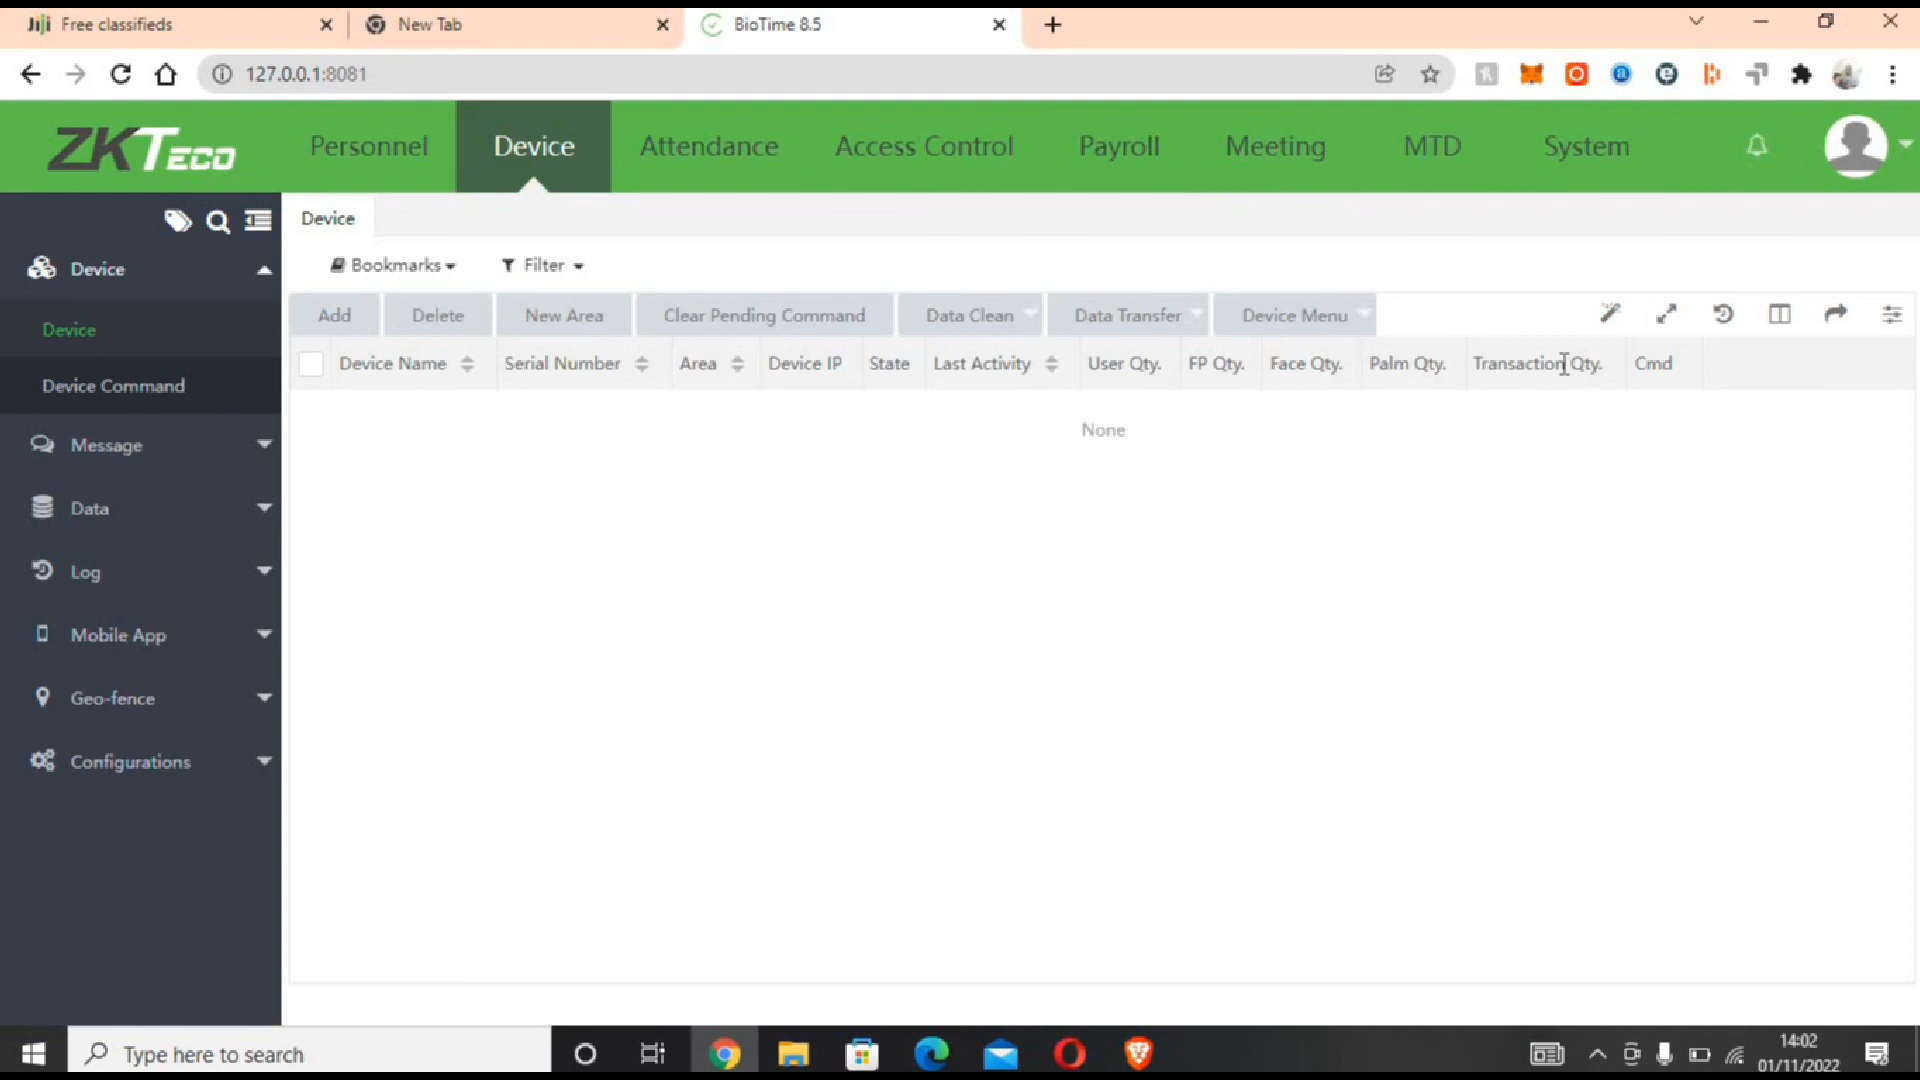 Jiji Free classifieds
New Tab
BioTime 8.5
127.0.0.1:8081
ZKTeco
Personnel
Device
Attendance
Access Control
Payroll
Meeting
MTD
System
Device
Bookmarks
Filter
Device
Device
Device Command
Message
Data
Log
Mobile App
Geo-fence
Configurations
Add
Delete
New Area
Clear Pending Command
Data Clean
Data Transfer
Device Menu
Device Name
Serial Number
Area
Device IP
State
Last Activity
User Qty.
FP Qty.
Face Qty.
Palm Qty.
Transaction Qty.
Cmd
None
Type here to search
14:02
01/11/2022